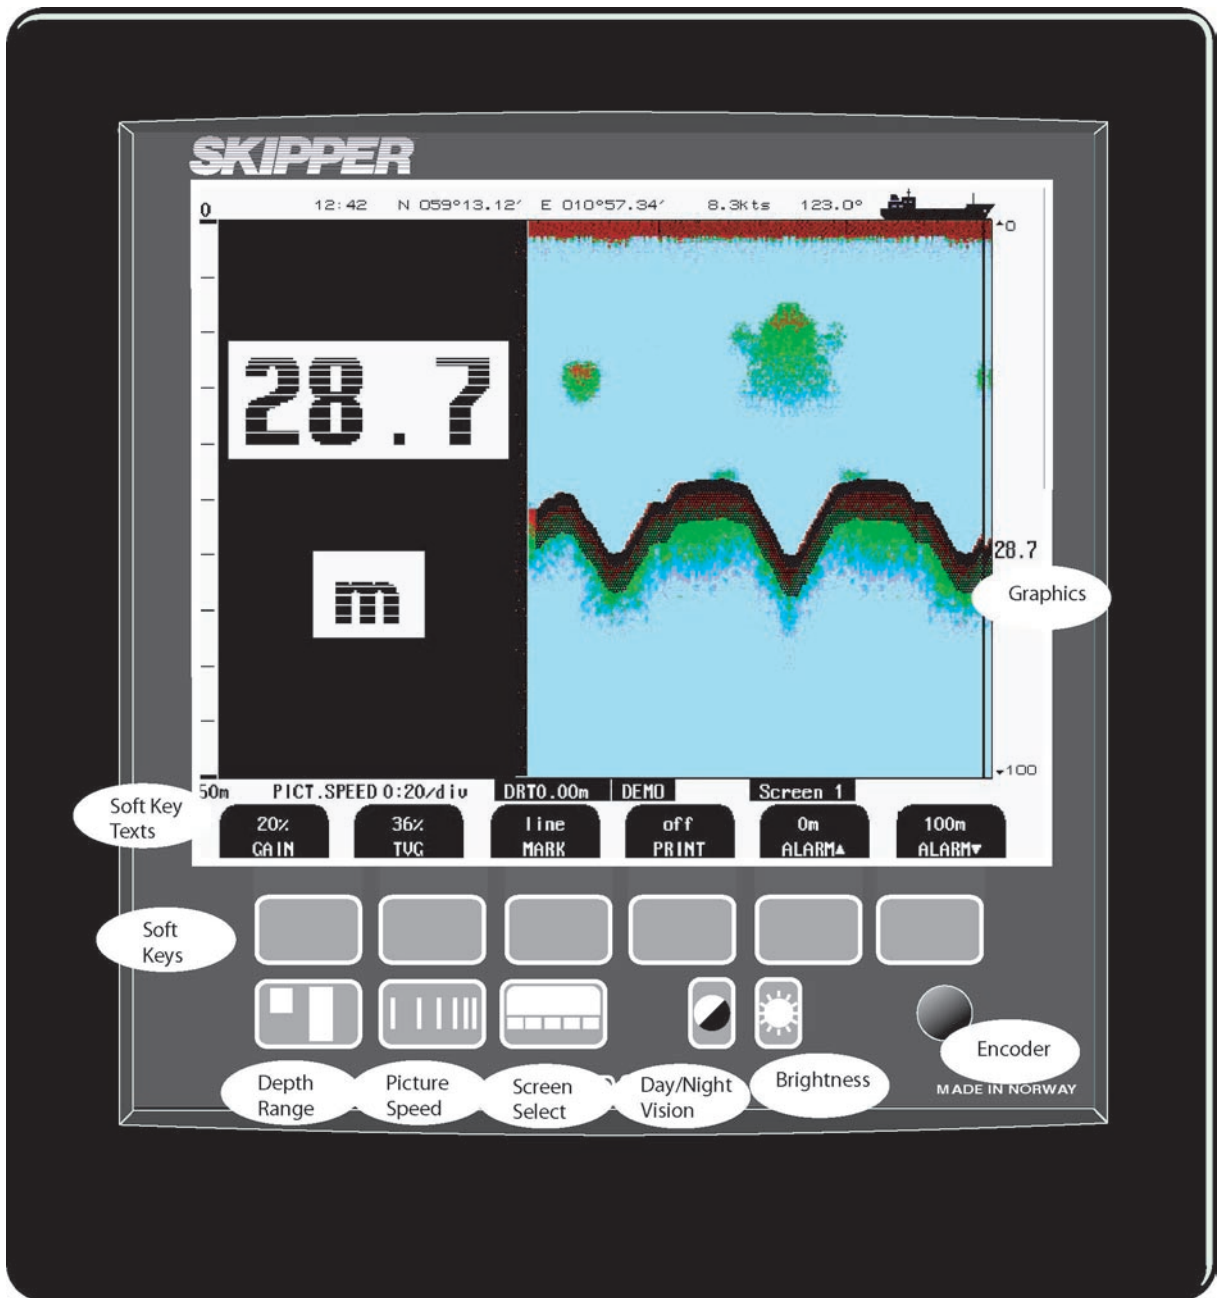 SKIPPER
0 12:42 N 059°13.12′ E 010°57.34′ 8.3kts 123.0°
▲0
28.7
m
28.7
Graphics
▼100
50m PICT.SPEED 0:20/div DRT0.00m DEMO Screen 1
Soft Key
Texts
20% 36% line off 0m 100m
GAIN TVG MARK PRINT ALARM▲ ALARM▼
Soft
Keys
Encoder
Depth
Range
Picture
Speed
Screen
Select
Day/Night
Vision
Brightness
MADE IN NORWAY